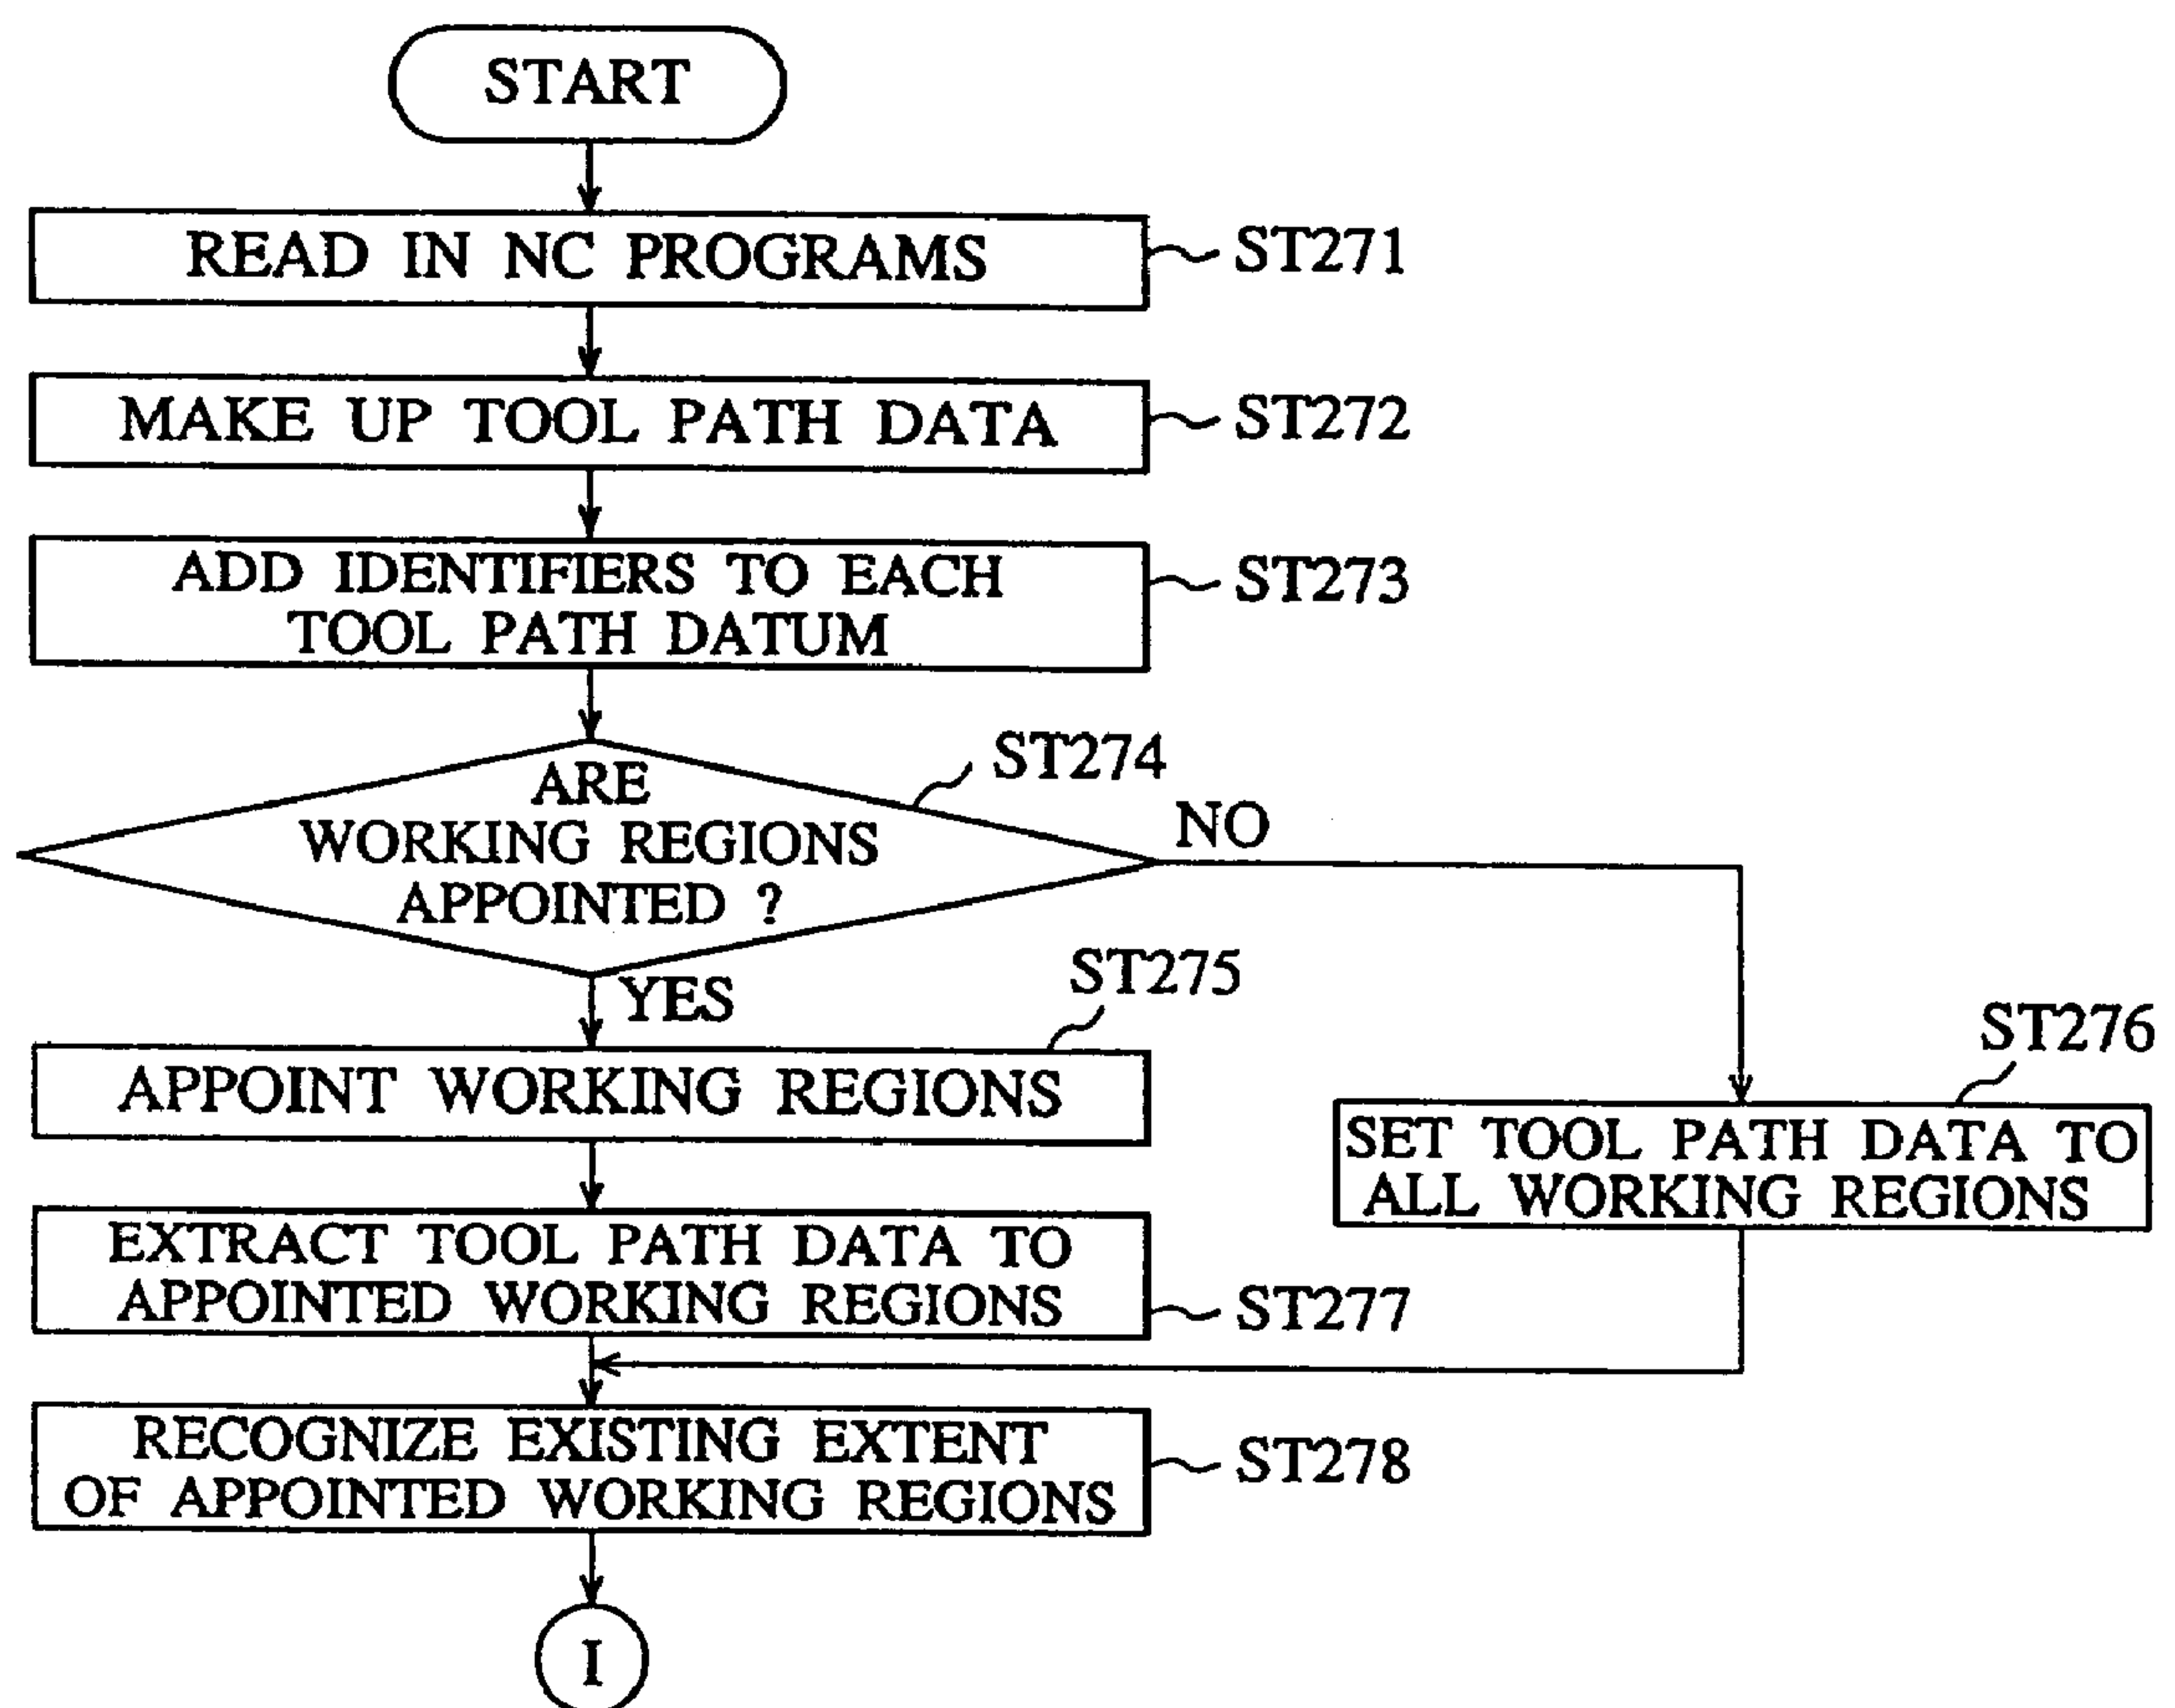 START
READ IN NC PROGRAMS
ST271
MAKE UP TOOL PATH DATA
ST272
ADD IDENTIFIERS TO EACH
TOOL PATH DATUM
ST273
ARE
WORKING REGIONS
APPOINTED ?
ST274
NO
YES
ST275
APPOINT WORKING REGIONS
ST276
SET TOOL PATH DATA TO
ALL WORKING REGIONS
EXTRACT TOOL PATH DATA TO
APPOINTED WORKING REGIONS
ST277
RECOGNIZE EXISTING EXTENT
OF APPOINTED WORKING REGIONS
ST278
I